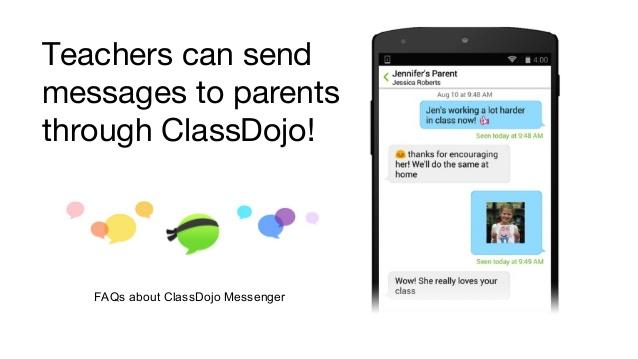 Teachers can send
messages to parents
through ClassDojo!
FAQs about ClassDojo Messenger
4:00
Jennifer's Parent
Jessica Roberts
Aug 10 at 9:48 AM
Jen's working a lot harder
in class now!
Seen today at 9:48 AM
thanks for encouraging
her! We'll do the same at
home
Seen today at 9:49 AM
Wow! She really loves your
class